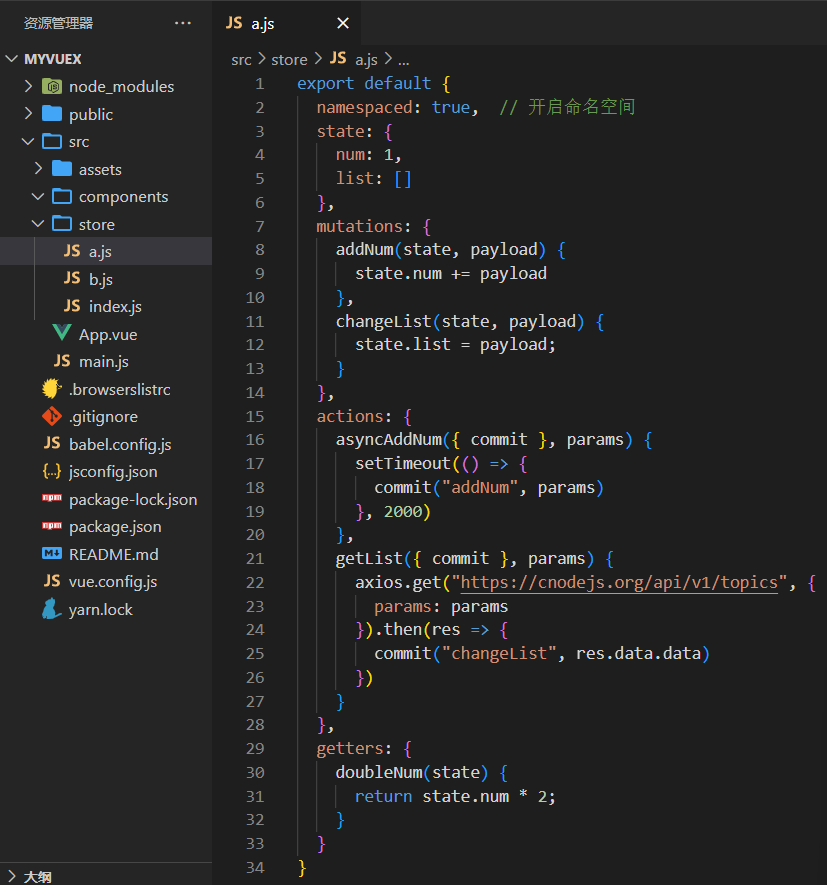 资源管理器 ...
MYVUEX
node_modules
public
src
assets
components
store
JS a.js
JS b.js
JS index.js
App.vue
JS main.js
.browserslistrc
.gitignore
JS babel.config.js
{..} jsconfig.json
npm package-lock.json
npm package.json
M README.md
JS vue.config.js
yarn.lock
大纲
JS a.js
src > store > JS a.js > ...
1 export default {
2 namespaced: true, // 开启命名空间
3 state: {
4 num: 1,
5 list: []
6 },
7 mutations: {
8 addNum(state, payload) {
9 state.num += payload
10 },
11 changeList(state, payload) {
12 state.list = payload;
13 }
14 },
15 actions: {
16 asyncAddNum({ commit }, params) {
17 setTimeout(() => {
18 commit("addNum", params)
19 }, 2000)
20 },
21 getList({ commit }, params) {
22 axios.get("https://cnodejs.org/api/v1/topics", {
23 params: params
24 }).then(res => {
25 commit("changeList", res.data.data)
26 })
27 }
28 },
29 getters: {
30 doubleNum(state) {
31 return state.num * 2;
32 }
33 }
34 }